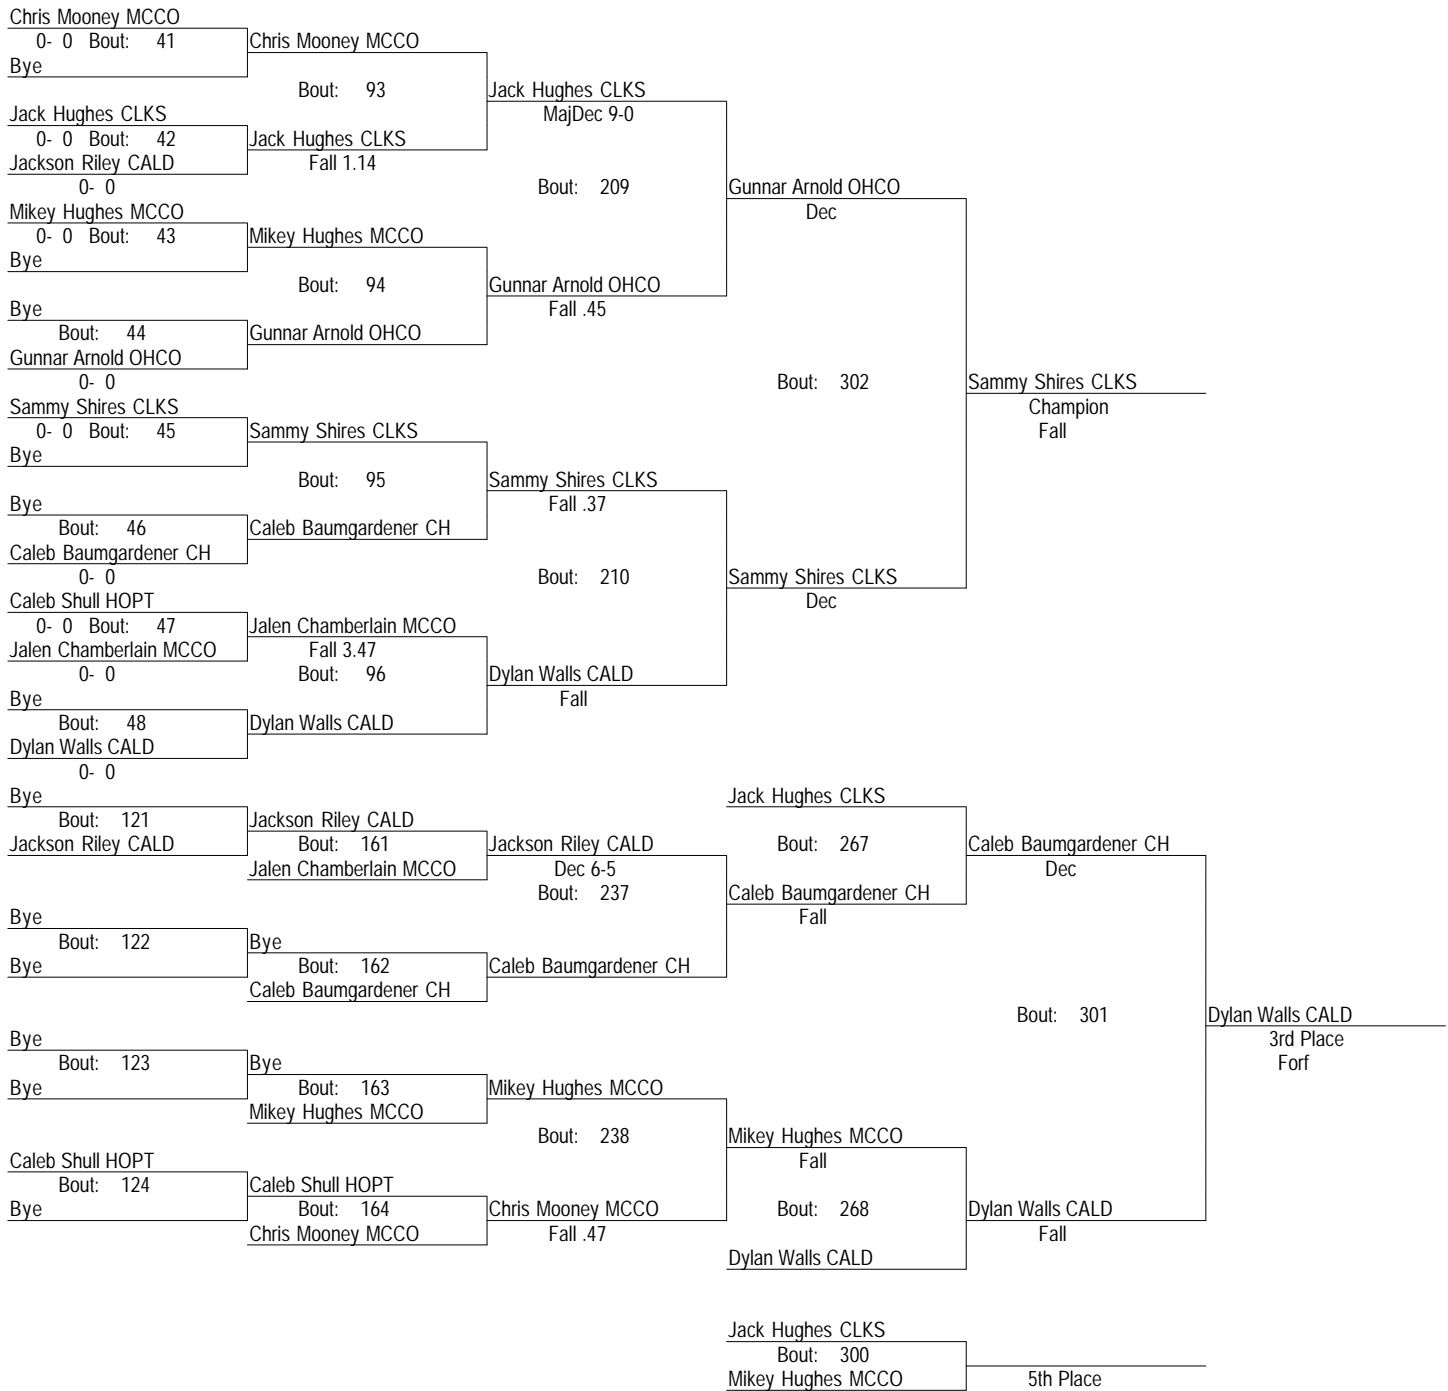 Chris Mooney MCCO
0- 0 Bout: 41
Bye
Chris Mooney MCCO
Bout: 93
Jack Hughes CLKS
0- 0 Bout: 42
Jackson Riley CALD
0- 0
Jack Hughes CLKS
Fall 1.14
Jack Hughes CLKS
MajDec 9-0
Bout: 209
Mikey Hughes MCCO
0- 0 Bout: 43
Bye
Mikey Hughes MCCO
Bout: 94
Bye
Bout: 44
Gunnar Arnold OHCO
0- 0
Gunnar Arnold OHCO
Gunnar Arnold OHCO
Fall .45
Gunnar Arnold OHCO
Dec
Bout: 302
Sammy Shires CLKS
0- 0 Bout: 45
Bye
Sammy Shires CLKS
Bout: 95
Bye
Bout: 46
Caleb Baumgardener CH
0- 0
Caleb Baumgardener CH
Sammy Shires CLKS
Fall .37
Bout: 210
Caleb Shull HOPT
0- 0 Bout: 47
Jalen Chamberlain MCCO
0- 0
Jalen Chamberlain MCCO
Fall 3.47
Bout: 96
Bye
Bout: 48
Dylan Walls CALD
0- 0
Dylan Walls CALD
Dylan Walls CALD
Fall
Sammy Shires CLKS
Dec
Sammy Shires CLKS
Champion
Fall
Bye
Bout: 121
Jackson Riley CALD
Jackson Riley CALD
Bout: 161
Jalen Chamberlain MCCO
Jackson Riley CALD
Dec 6-5
Bout: 237
Bye
Bout: 122
Bye
Bye
Bout: 162
Caleb Baumgardener CH
Caleb Baumgardener CH
Jack Hughes CLKS
Bout: 267
Caleb Baumgardener CH
Fall
Caleb Baumgardener CH
Dec
Bout: 301
Bye
Bout: 123
Bye
Bye
Bout: 163
Mikey Hughes MCCO
Mikey Hughes MCCO
Bout: 238
Caleb Shull HOPT
Bout: 124
Bye
Caleb Shull HOPT
Bout: 164
Chris Mooney MCCO
Chris Mooney MCCO
Fall .47
Mikey Hughes MCCO
Fall
Bout: 268
Dylan Walls CALD
Dylan Walls CALD
Fall
Dylan Walls CALD
3rd Place
Forf
Jack Hughes CLKS
Bout: 300
Mikey Hughes MCCO
5th Place